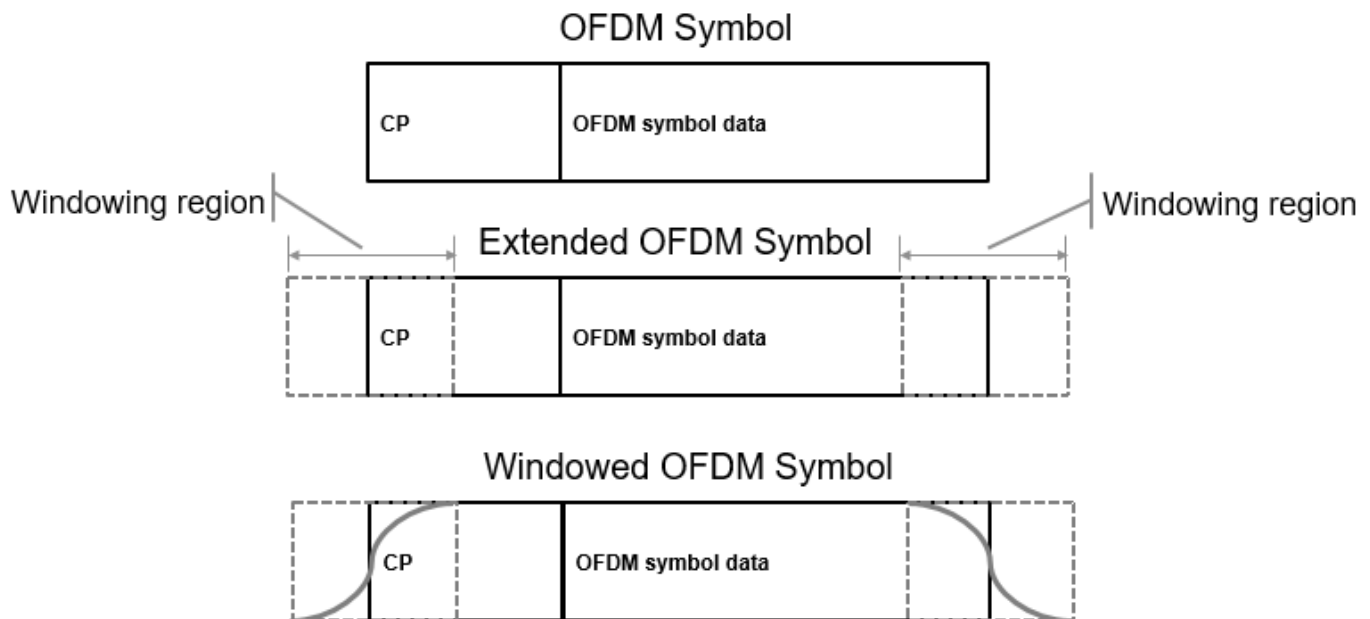 OFDM Symbol
CP
OFDM symbol data
Windowing region
Windowing region
Extended OFDM Symbol
CP
OFDM symbol data
Windowed OFDM Symbol
CP
OFDM symbol data